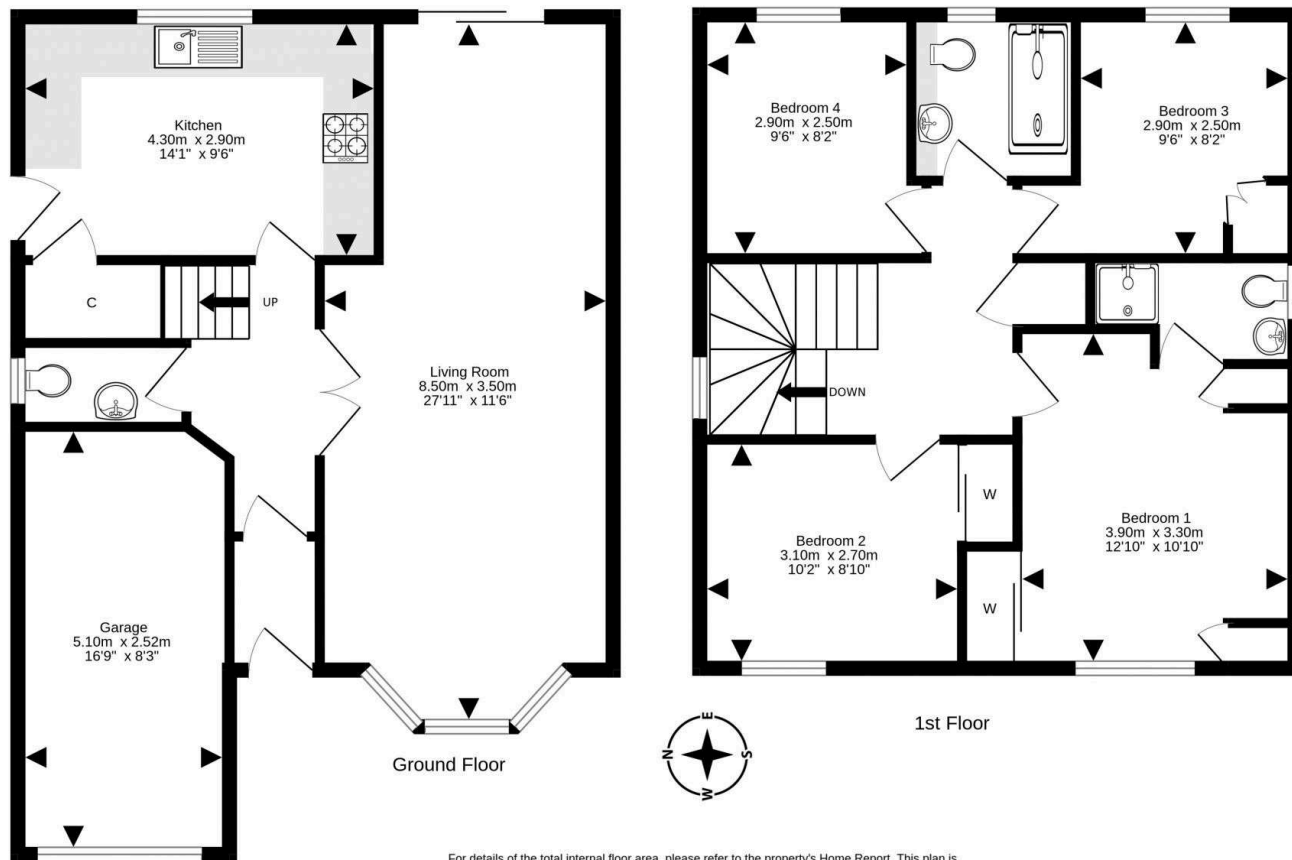 Kitchen
4.30m x 2.90m
14'1" x 9'6"
C
UP
Living Room
8.50m x 3.50m
27'11" x 11'6"
Garage
5.10m x 2.52m
16'9" x 8'3"
Ground Floor
Bedroom 4
2.90m x 2.50m
9'6" x 8'2"
Bedroom 3
2.90m x 2.50m
9'6" x 8'2"
DOWN
W
Bedroom 2
3.10m x 2.70m
10'2" x 8'10"
Bedroom 1
3.90m x 3.30m
12'10" x 10'10"
W
1st Floor
E
N
S
W
For details of the total internal floor area, please refer to the property's Home Report. This plan is